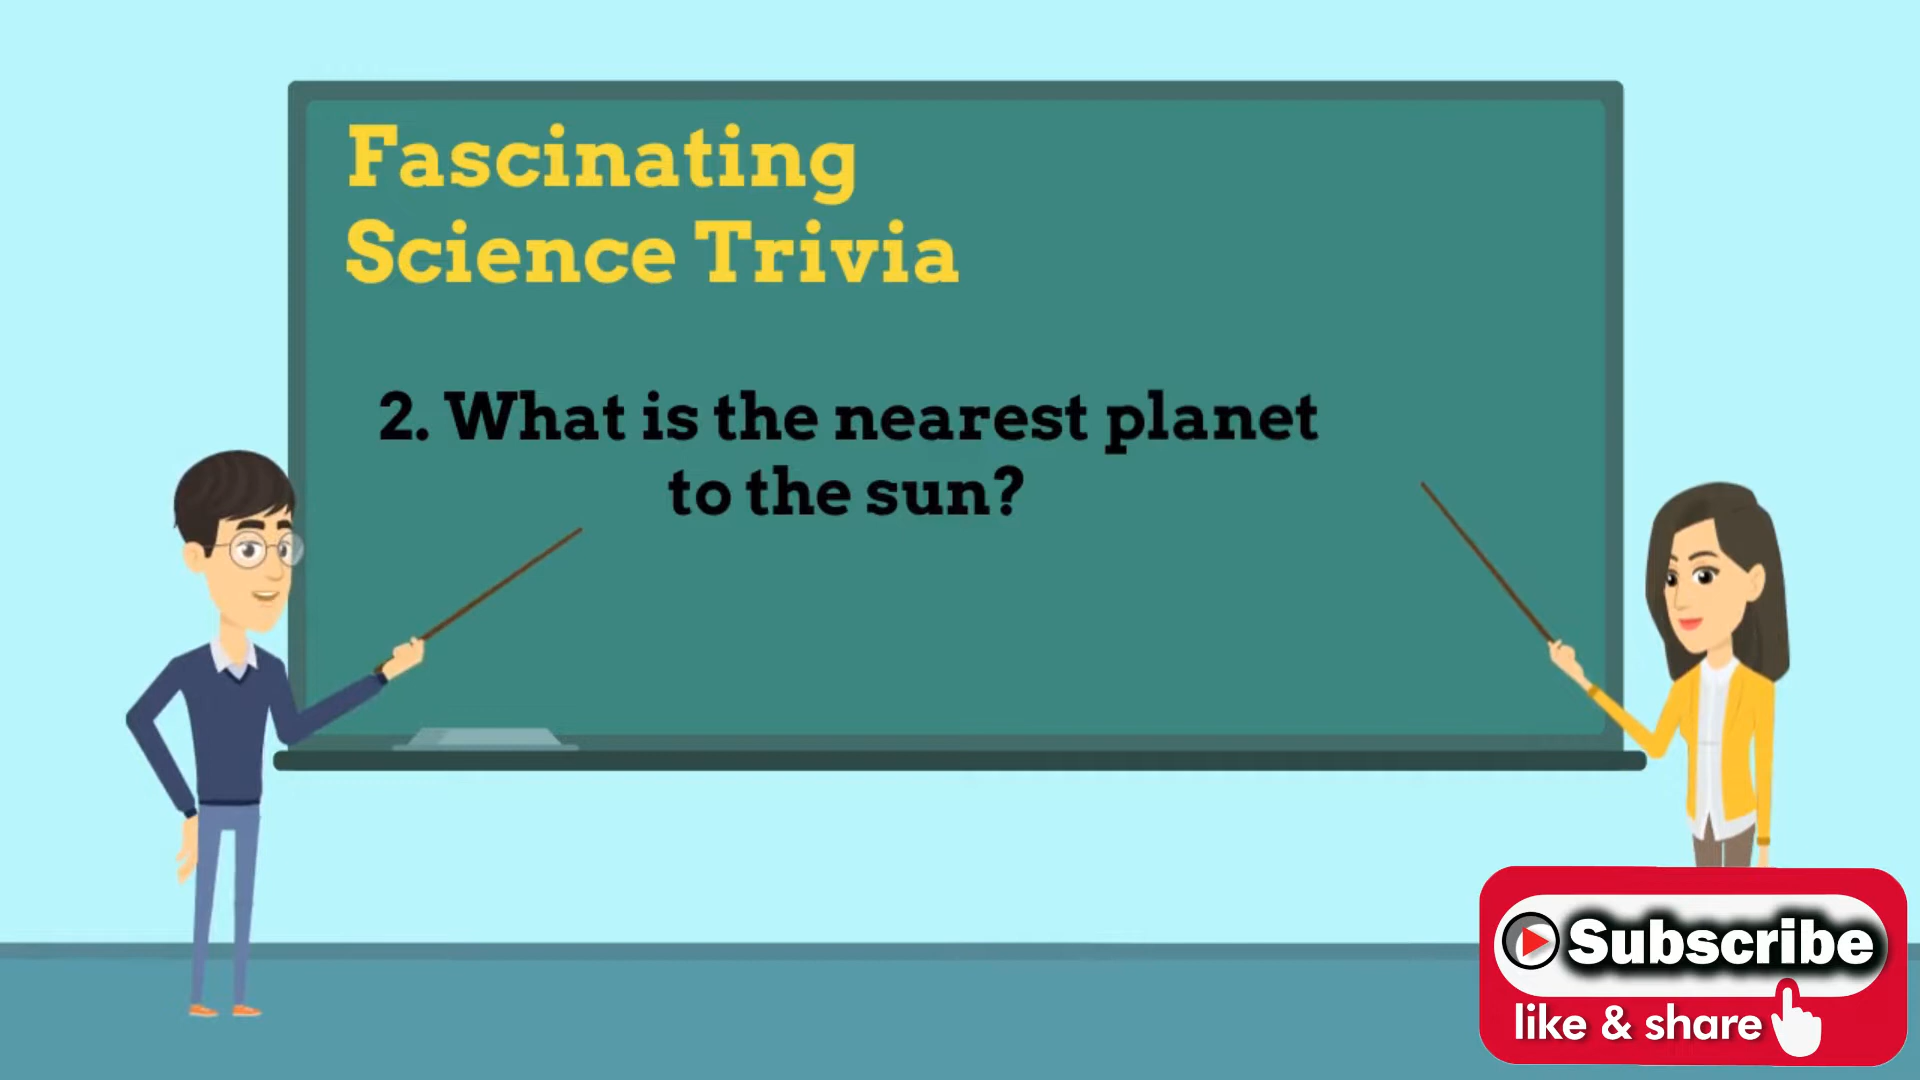 Fascinating
Science Trivia
2. What is the nearest planet
to the sun?
Subscribe
like & share